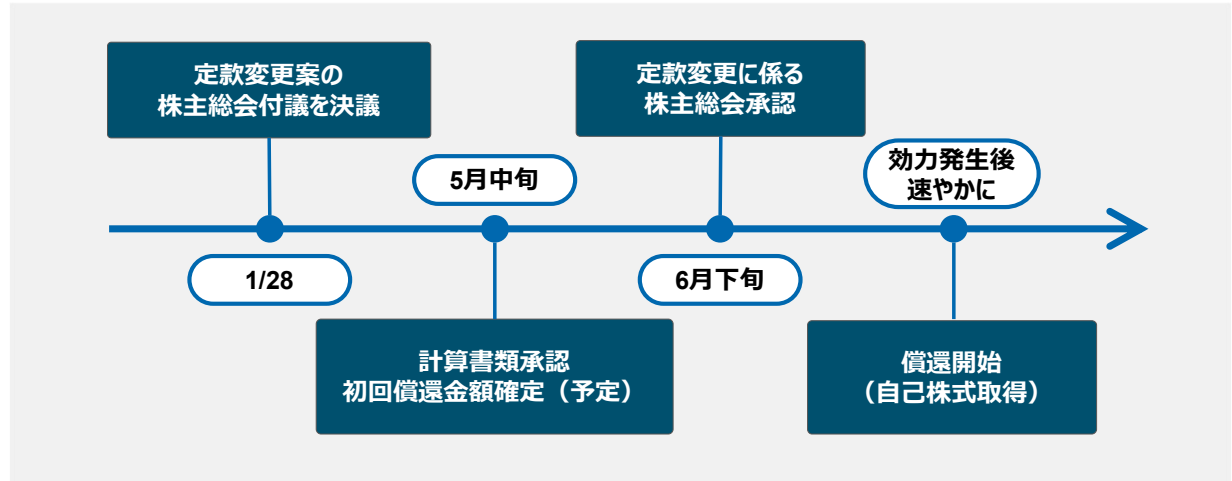 定款変更案の
株主総会付議を決議
1/28
5月中旬
計算書類承認
初回償還金額確定（予定）
定款変更に係る
株主総会承認
6月下旬
効力発生後
速やかに
償還開始
（自己株式取得）